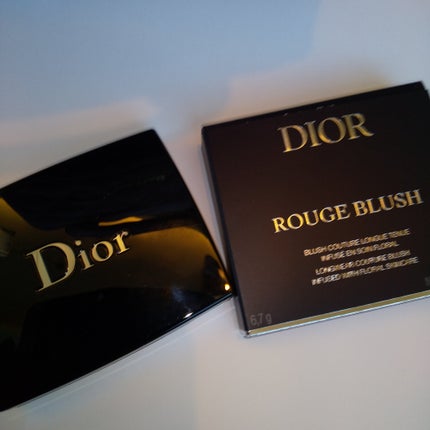 Dior
DIOR
ROUGE BLUSH
BLUSH COUTURE LONGUE TENUE
INFUSÉ EN SOIN FLORAL
LONGWEAR COUTURE BLUSH
INFUSED WITH FLORAL SKINCARE
6,7 g